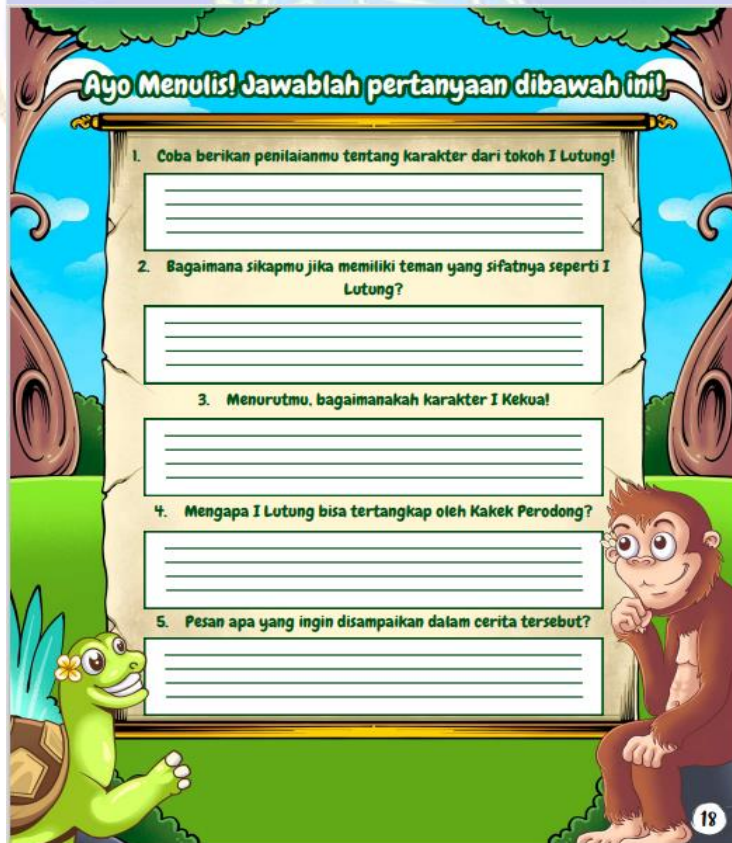 Ayo Menulis! Jawablah pertanyaan dibawah ini!
1. Coba berikan penilaianmu tentang karakter dari tokoh I Lutung!
2. Bagaimana sikapmu jika memiliki teman yang sifatnya seperti I
Lutung?
3. Menurutmu, bagaimanakah karakter I Kekua!
4. Mengapa I Lutung bisa tertangkap oleh Kakek Perodong?
5. Pesan apa yang ingin disampaikan dalam cerita tersebut?
18